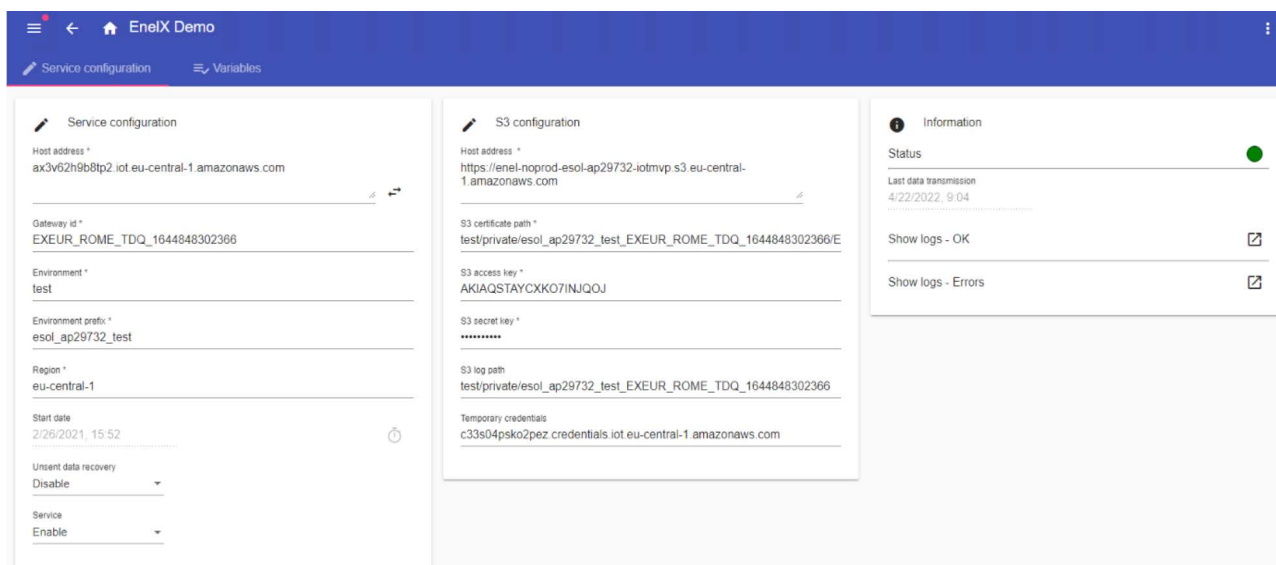 EnelX Demo
Service configuration
Variables
Service configuration
Host address *
ax3v62h9b8tp2.iot.eu-central-1.amazonaws.com
Gateway id *
EXEUR_ROME_TDQ_1644848302366
Environment *
test
Environment prefix *
esol_ap29732_test
Region *
eu-central-1
Start date
2/26/2021, 15:52
Unsent data recovery
Disable
Service
Enable
S3 configuration
Host address *
https://enel-noprod-esol-ap29732-iotmvp.s3.eu-central-
1.amazonaws.com
S3 certificate path *
test/private/esol_ap29732_test_EXEUR_ROME_TDQ_1644848302366/E
S3 access key *
AKIAQSTAYCXKO7INJQOJ
S3 secret key *
••••••••••
S3 log path
test/private/esol_ap29732_test_EXEUR_ROME_TDQ_1644848302366
Temporary credentials
c33s04psko2pez.credentials.iot.eu-central-1.amazonaws.com
Information
Status
Last data transmission
4/22/2022, 9:04
Show logs - OK
Show logs - Errors